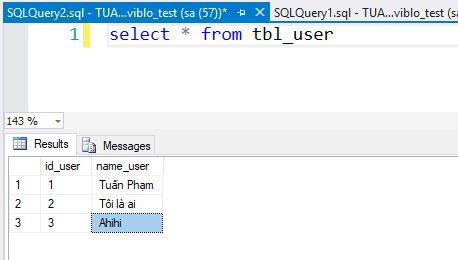 SQLQuery2.sql - TUA...viblo_test (sa (57))* SQLQuery1.sql - TUA...viblo_test (sa
1 select * from tbl_user
143 %
Results Messages
id_user name_user
1 1 Tuấn Phạm
2 2 Tôi là ai
3 3 Ahihi